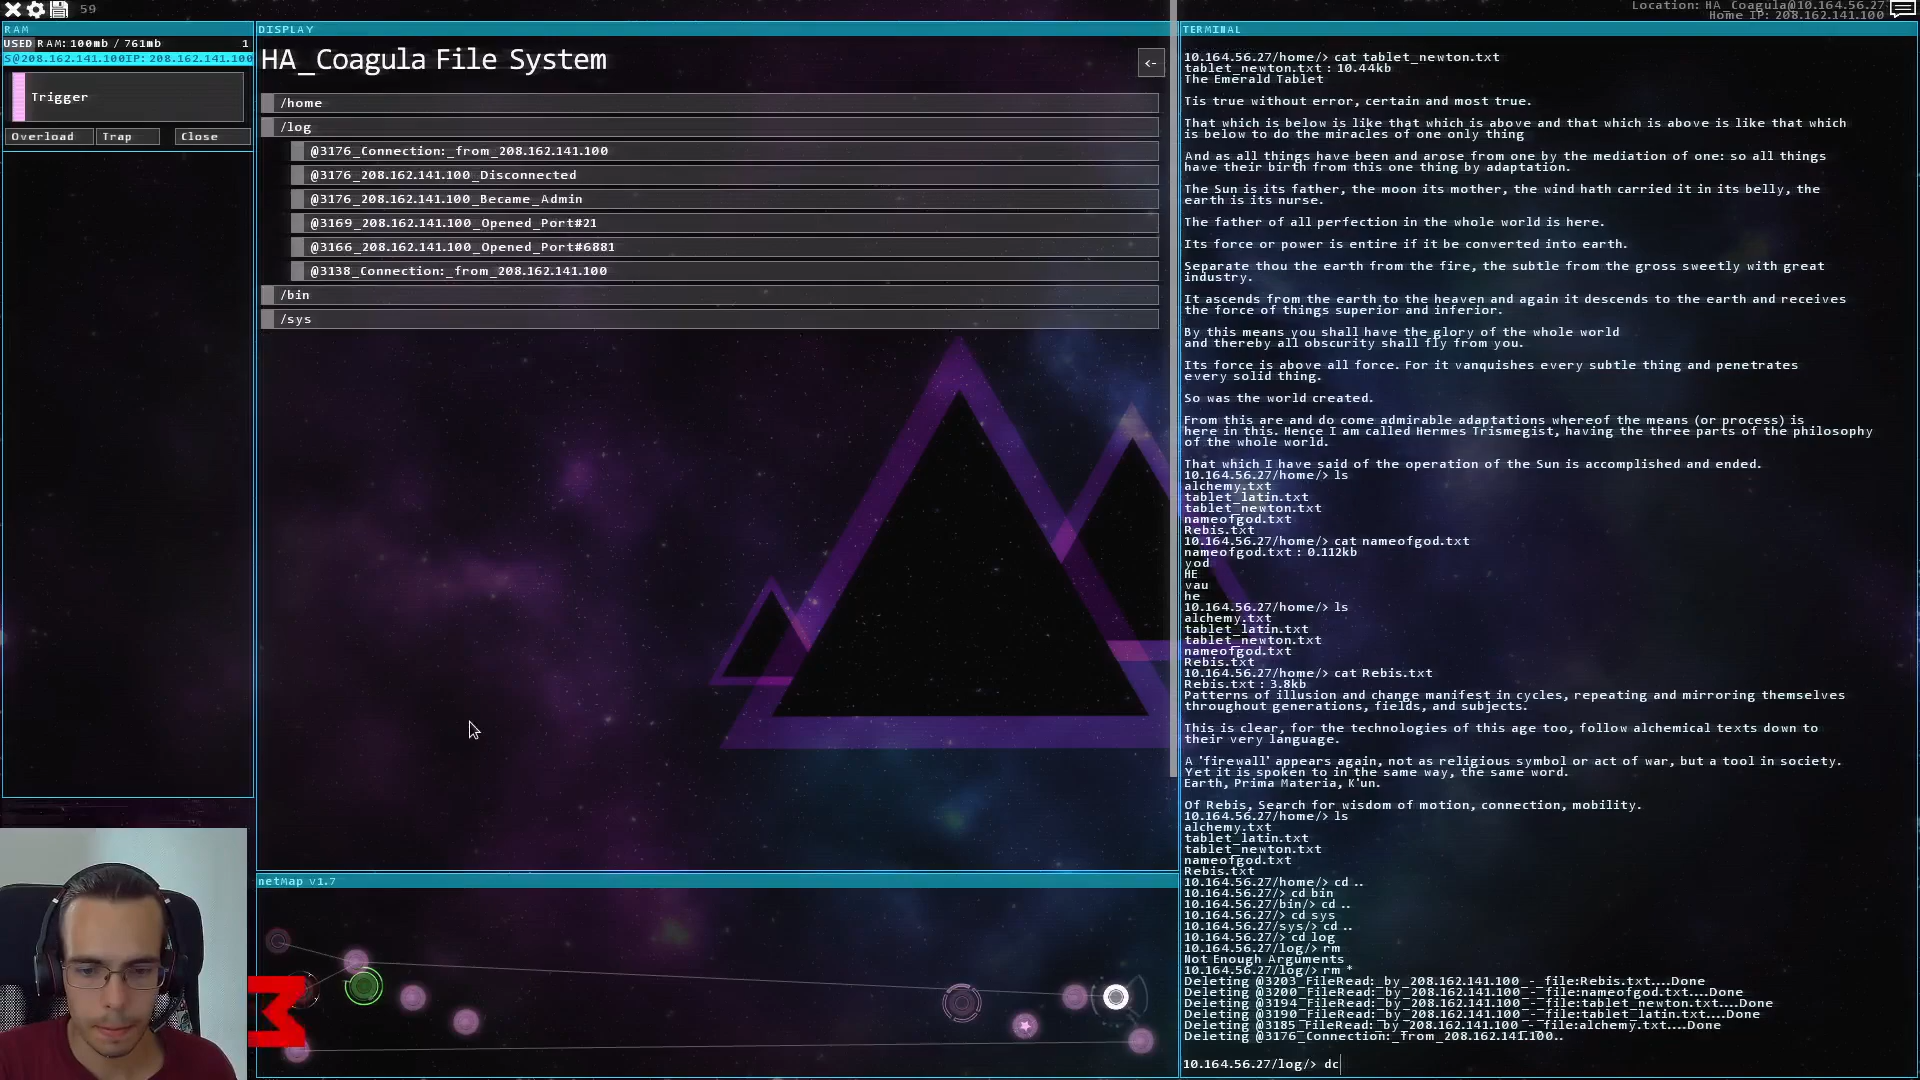 59
Location: HA_Coagula@10.164.56.27
Home IP: 208.162.141.100
RAM
USED RAM: 100mb / 761mb 1
S@208.162.141.100IP: 208.162.141.100
Trigger
Overload Trap Close
DISPLAY
HA_Coagula File System
<-
/home
/log
@3176_Connection:_from_208.162.141.100
@3176_208.162.141.100_Disconnected
@3176_208.162.141.100_Became_Admin
@3169_208.162.141.100_Opened_Port#21
@3166_208.162.141.100_Opened_Port#6881
@3138_Connection:_from_208.162.141.100
/bin
/sys
netMap v1.7
TERMINAL
10.164.56.27/home/> cat tablet_newton.txt
tablet_newton.txt : 10.44kb
The Emerald Tablet
Tis true without error, certain and most true.
That which is below is like that which is above and that which is above is like that which
is below to do the miracles of one only thing
And as all things have been and arose from one by the mediation of one: so all things
have their birth from this one thing by adaptation.
The Sun is its father, the moon its mother, the wind hath carried it in its belly, the
earth is its nurse.
The father of all perfection in the whole world is here.
Its force or power is entire if it be converted into earth.
Separate thou the earth from the fire, the subtle from the gross sweetly with great
industry.
It ascends from the earth to the heaven and again it descends to the earth and receives
the force of things superior and inferior.
By this means you shall have the glory of the whole world
and thereby all obscurity shall fly from you.
Its force is above all force. For it vanquishes every subtle thing and penetrates
every solid thing.
So was the world created.
From this are and do come admirable adaptations whereof the means (or process) is
here in this. Hence I am called Hermes Trismegist, having the three parts of the philosophy
of the whole world.
That which I have said of the operation of the Sun is accomplished and ended.
10.164.56.27/home/> ls
alchemy.txt
tablet_latin.txt
tablet_newton.txt
nameofgod.txt
Rebis.txt
10.164.56.27/home/> cat nameofgod.txt
nameofgod.txt : 0.112kb
yod
HE
vau
he
10.164.56.27/home/> ls
alchemy.txt
tablet_latin.txt
tablet_newton.txt
nameofgod.txt
Rebis.txt
10.164.56.27/home/> cat Rebis.txt
Rebis.txt : 3.8kb
Patterns of illusion and change manifest in cycles, repeating and mirroring themselves
throughout generations, fields, and subjects.
This is clear, for the technologies of this age too, follow alchemical texts down to
their very language.
A 'firewall' appears again, not as religious symbol or act of war, but a tool in society.
Yet it is spoken to in the same way, the same word.
Earth, Prima Materia, K'un.
Of Rebis, Search for wisdom of motion, connection, mobility.
10.164.56.27/home/> ls
alchemy.txt
tablet_latin.txt
tablet_newton.txt
nameofgod.txt
Rebis.txt
10.164.56.27/home/> cd ..
10.164.56.27/> cd bin
10.164.56.27/bin/> cd ..
10.164.56.27/> cd sys
10.164.56.27/sys/> cd ..
10.164.56.27/> cd log
10.164.56.27/log/> rm
Not Enough Arguments
10.164.56.27/log/> rm *
Deleting @3203_FileRead:_by_208.162.141.100_-_file:Rebis.txt....Done
Deleting @3200_FileRead:_by_208.162.141.100_-_file:nameofgod.txt....Done
Deleting @3194_FileRead:_by_208.162.141.100_-_file:tablet_newton.txt....Done
Deleting @3190_FileRead:_by_208.162.141.100_-_file:tablet_latin.txt....Done
Deleting @3185_FileRead:_by_208.162.141.100_-_file:alchemy.txt....Done
Deleting @3176_Connection:_from_208.162.141.100..
10.164.56.27/log/> dc